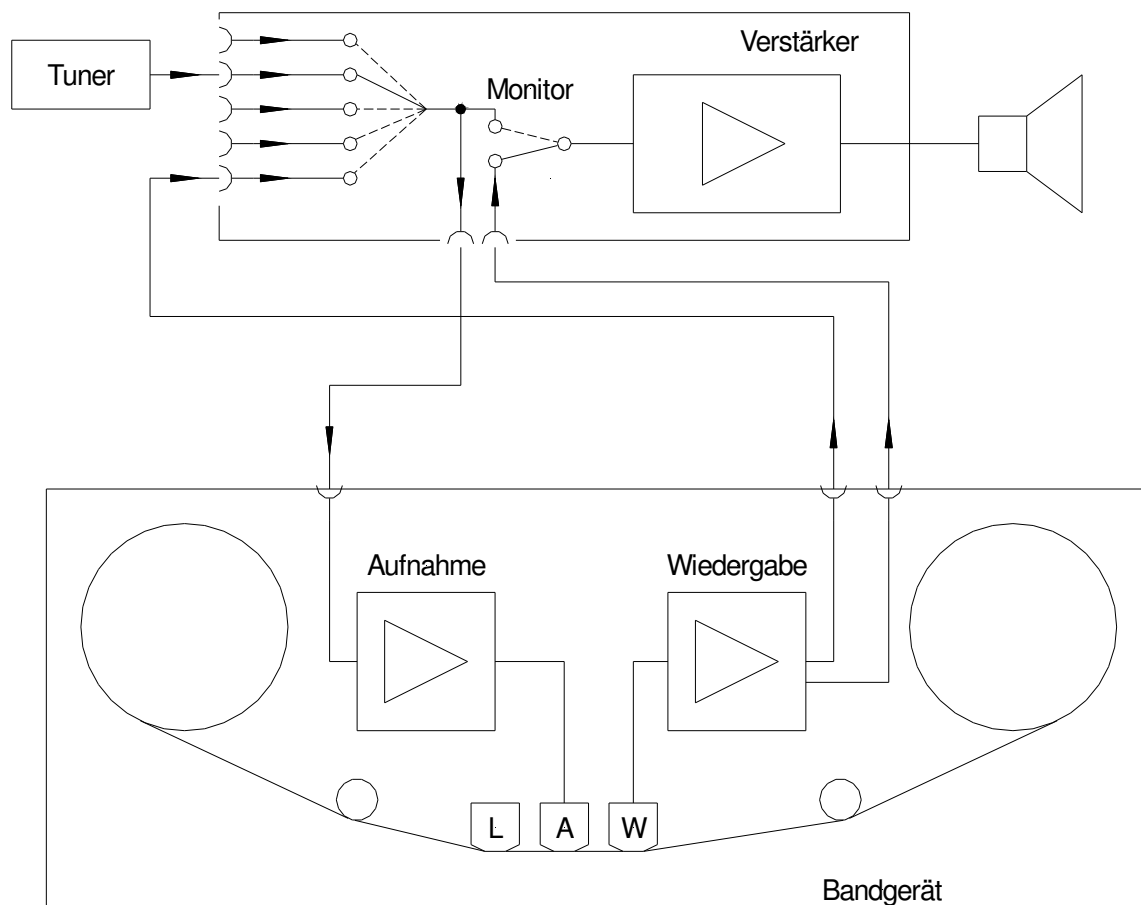 Verstärker
Tuner
Monitor
Aufnahme
Wiedergabe
L
A
W
Bandgerät